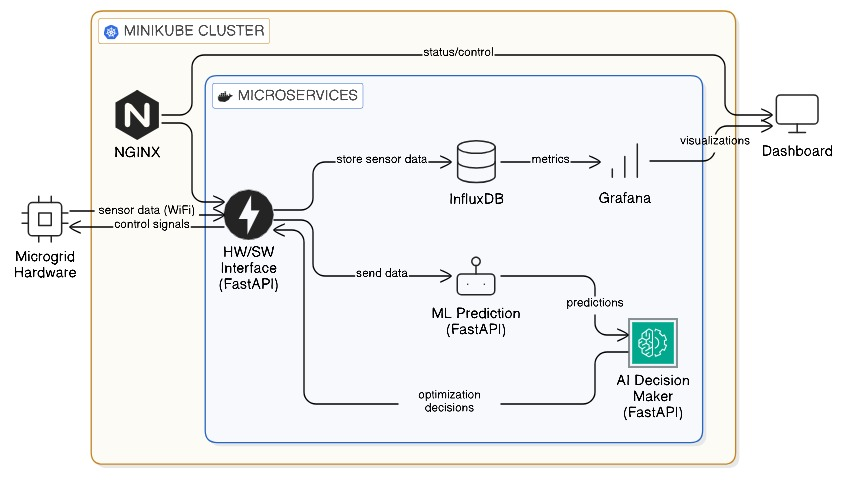 MINIKUBE CLUSTER
status/control
MICROSERVICES
N
NGINX
visualizations
Dashboard
store sensor data
metrics
InfluxDB
Grafana
sensor data (WiFi)
control signals
Microgrid
Hardware
HW/SW
Interface
(FastAPI)
send data
ML Prediction
(FastAPI)
predictions
AI Decision
Maker
(FastAPI)
optimization
decisions